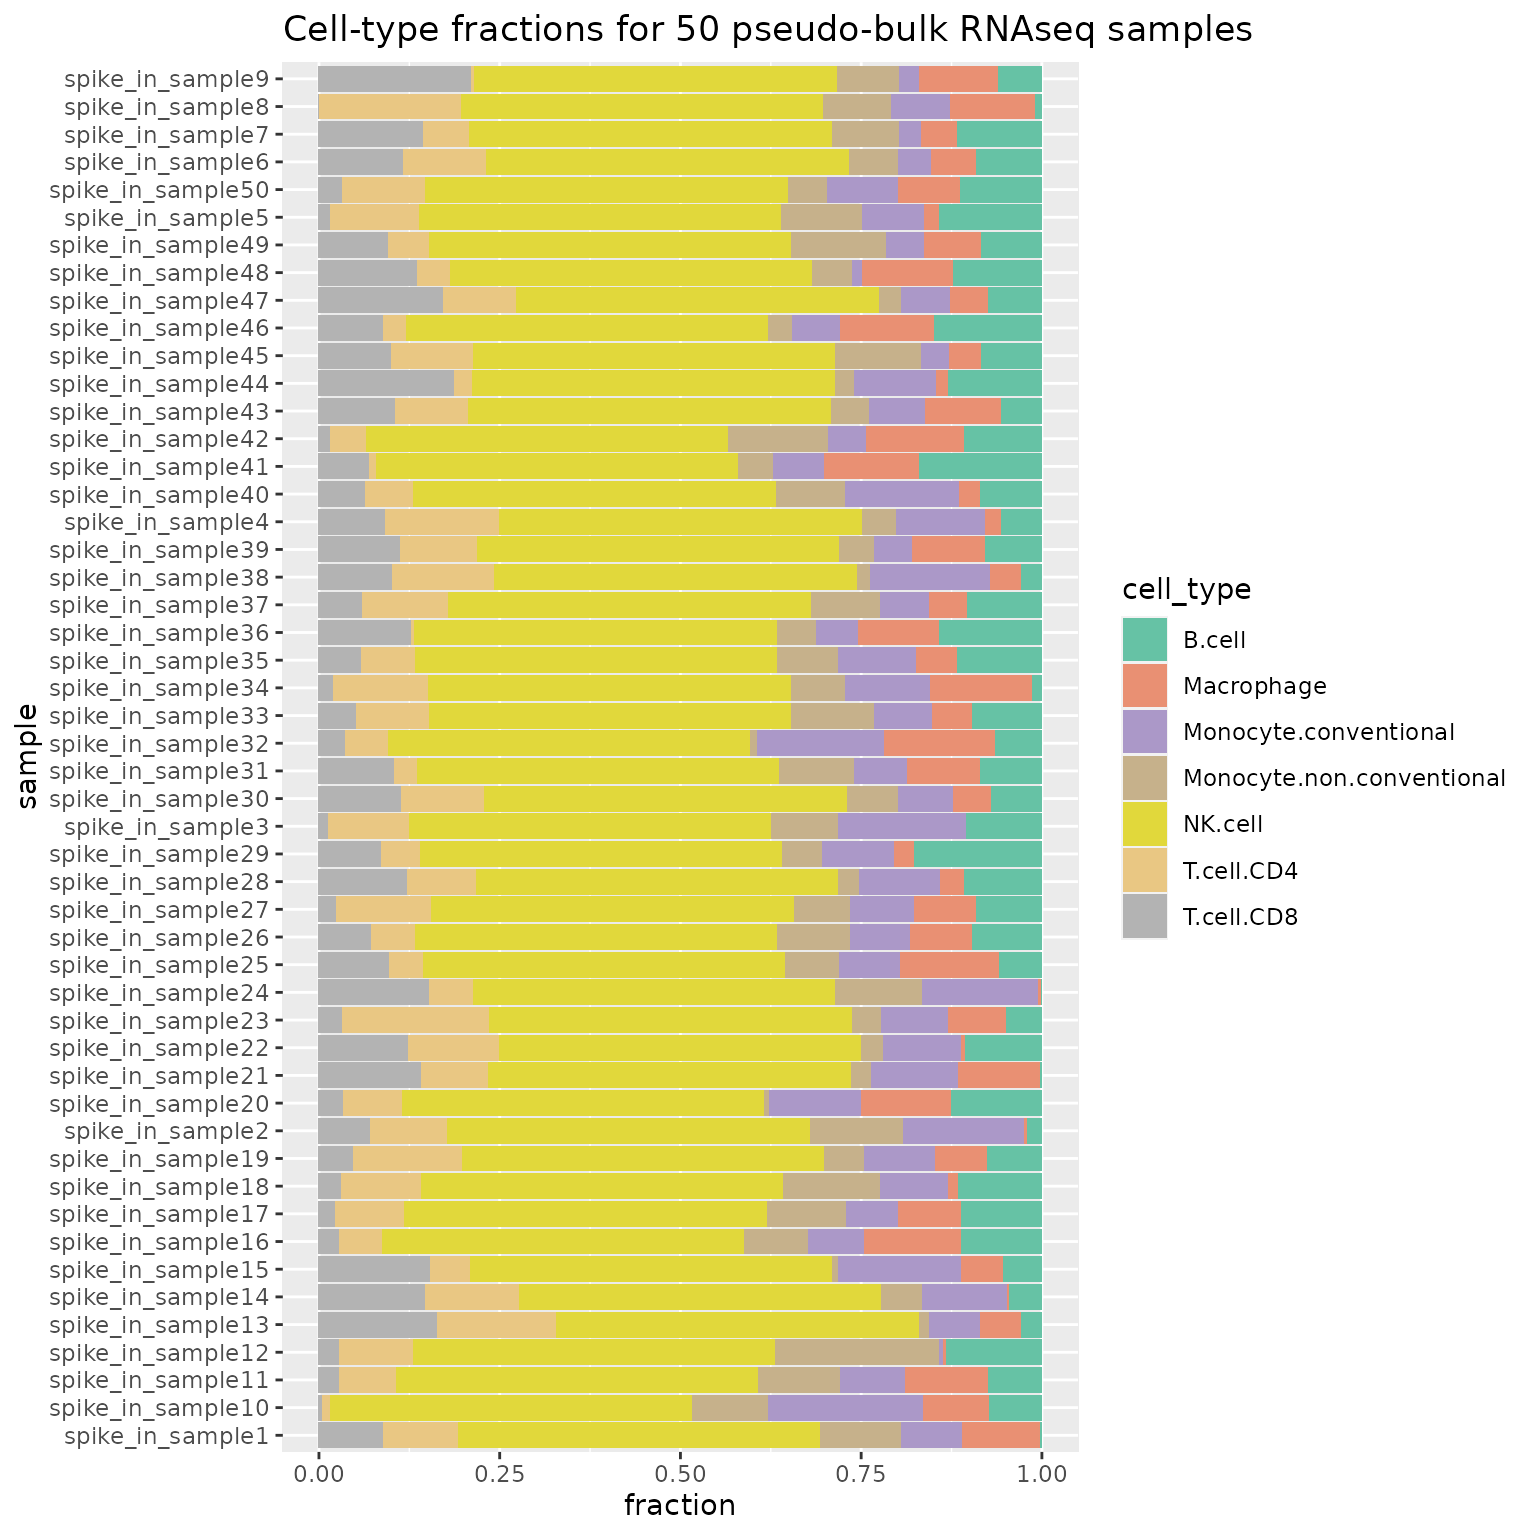 Cell-type fractions for 50 pseudo-bulk RNAseq samples
spike_in_sample9
spike_in_sample8
spike_in_sample7
spike_in_sample6
spike_in_sample50
spike_in_sample5
spike_in_sample49
spike_in_sample48
spike_in_sample47
spike_in_sample46
spike_in_sample45
spike_in_sample44
spike_in_sample43
spike_in_sample42
spike_in_sample41
spike_in_sample40
spike_in_sample4
spike_in_sample39
spike_in_sample38
spike_in_sample37
spike_in_sample36
spike_in_sample35
spike_in_sample34
spike_in_sample33
spike_in_sample32
spike_in_sample31
spike_in_sample30
spike_in_sample3
spike_in_sample29
spike_in_sample28
spike_in_sample27
spike_in_sample26
spike_in_sample25
spike_in_sample24
spike_in_sample23
spike_in_sample22
spike_in_sample21
spike_in_sample20
spike_in_sample2
spike_in_sample19
spike_in_sample18
spike_in_sample17
spike_in_sample16
spike_in_sample15
spike_in_sample14
spike_in_sample13
spike_in_sample12
spike_in_sample11
spike_in_sample10
spike_in_sample1
sample
0.00 0.25 0.50 0.75 1.00
fraction
cell_type
B.cell
Macrophage
Monocyte.conventional
Monocyte.non.conventional
NK.cell
T.cell.CD4
T.cell.CD8